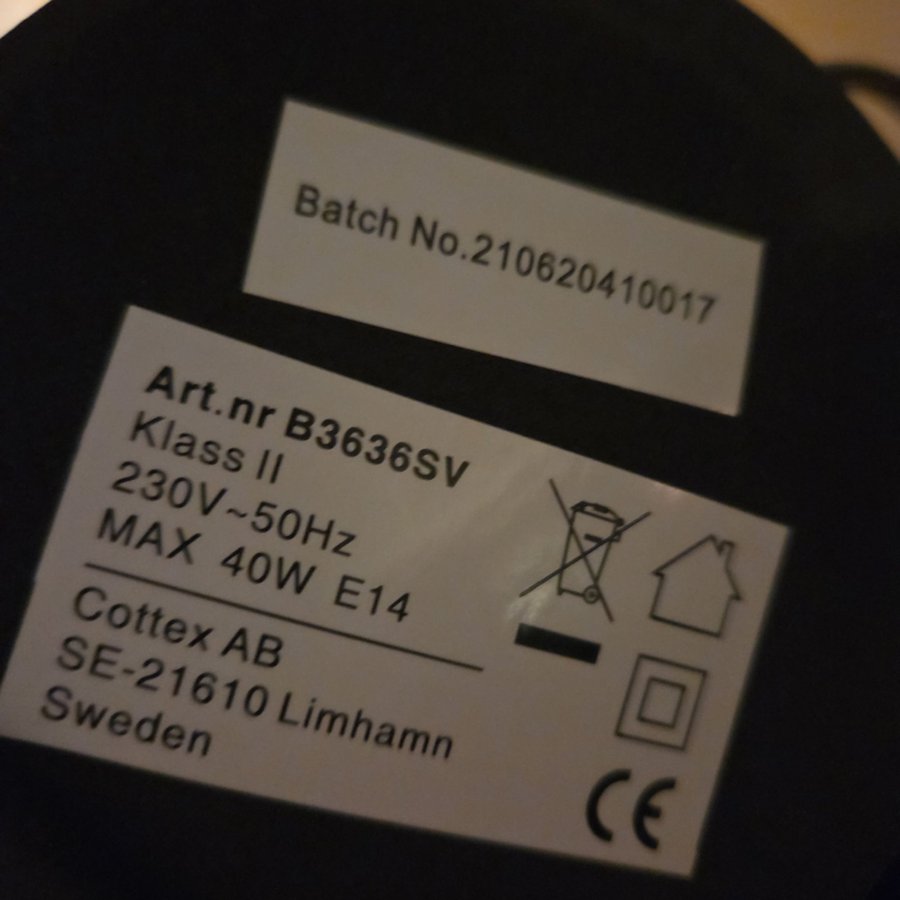 Batch No.210620410017
Art.nr B3636SV
Klass II
230V~50Hz
MAX 40W E14
Cottex AB
SE-21610 Limhamn
Sweden
CE